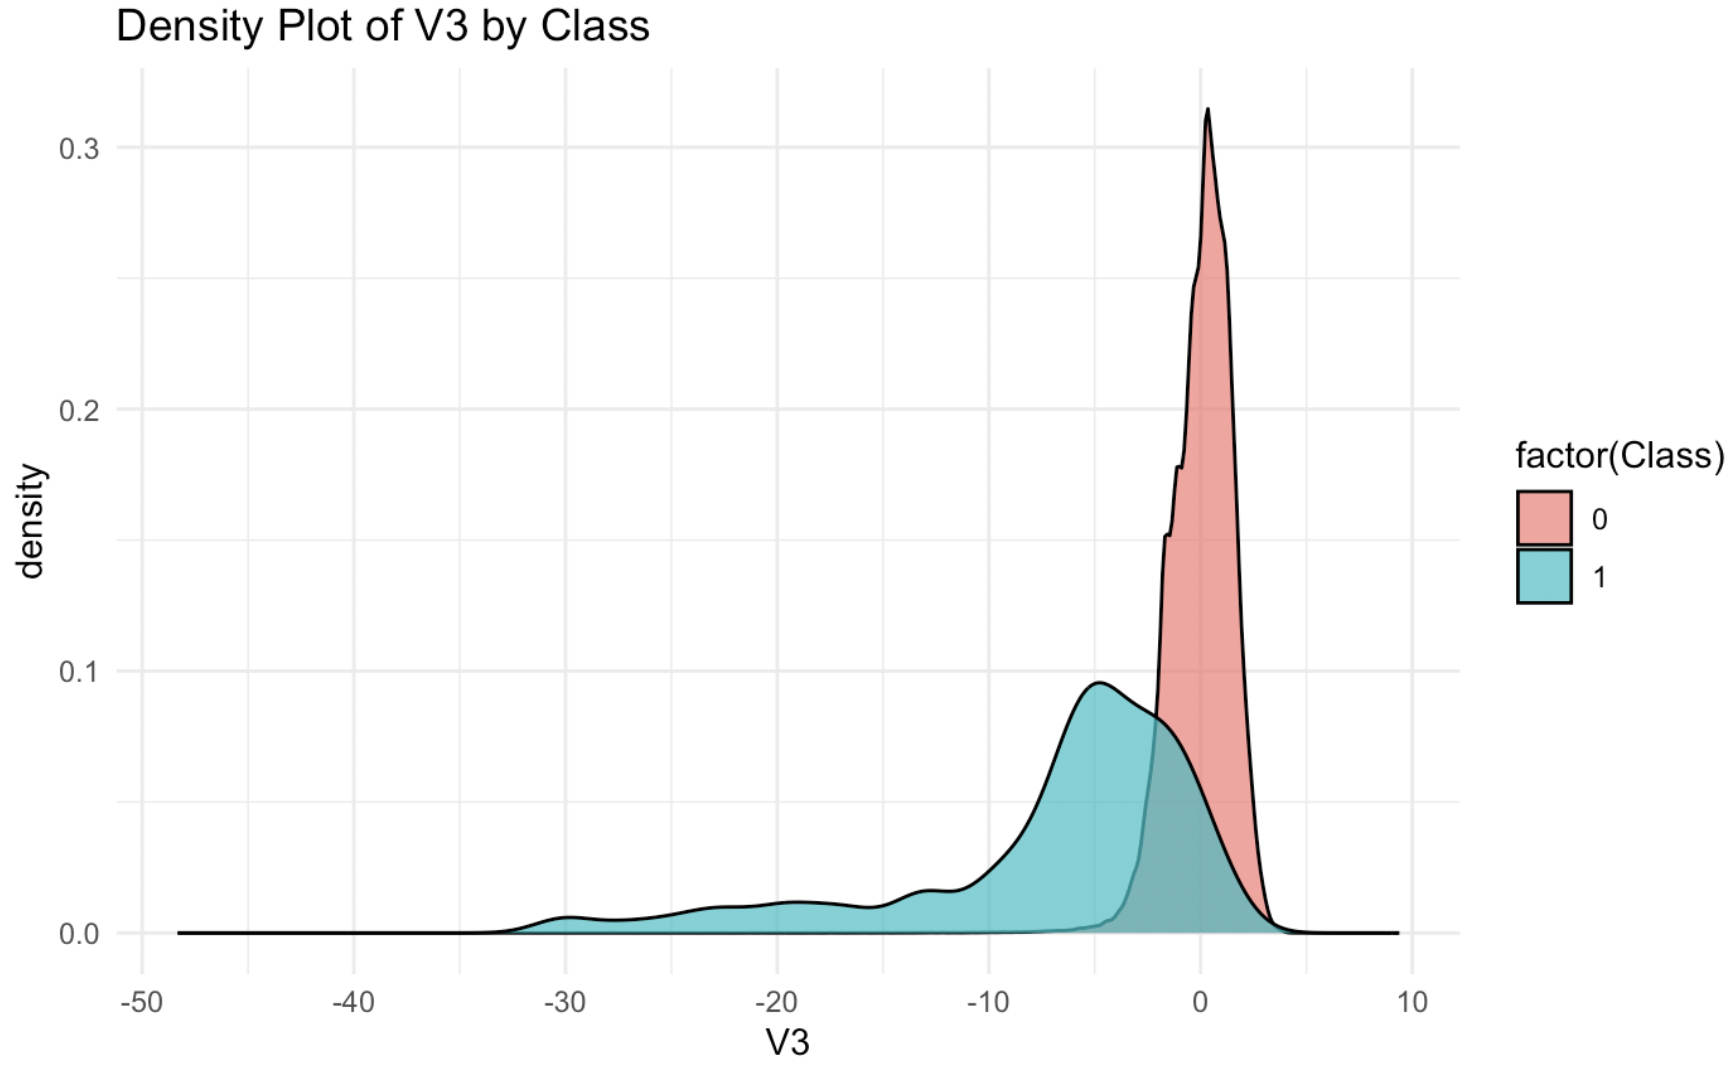 Density Plot of V3 by Class
0.3
0.2
0.1
0.0
density
-50 -40 -30 -20 -10 0 10
V3
factor(Class)
0
1